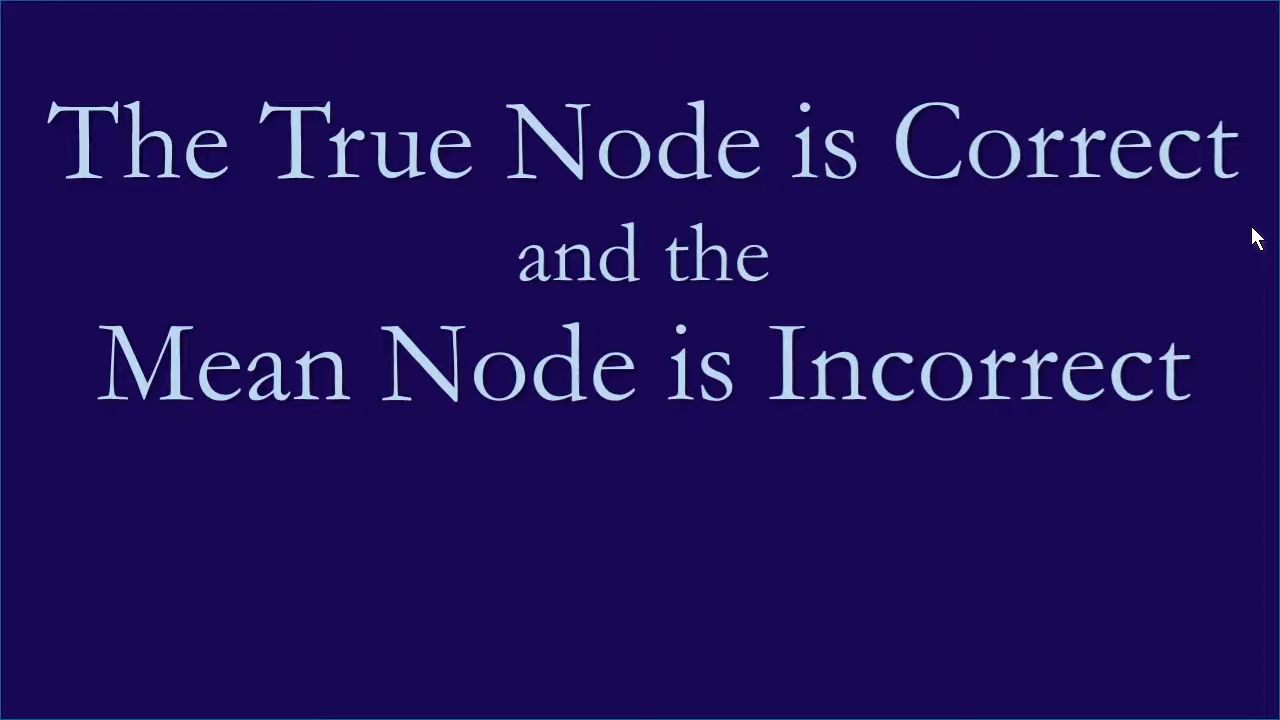 The True Node is Correct
and the
Mean Node is Incorrect